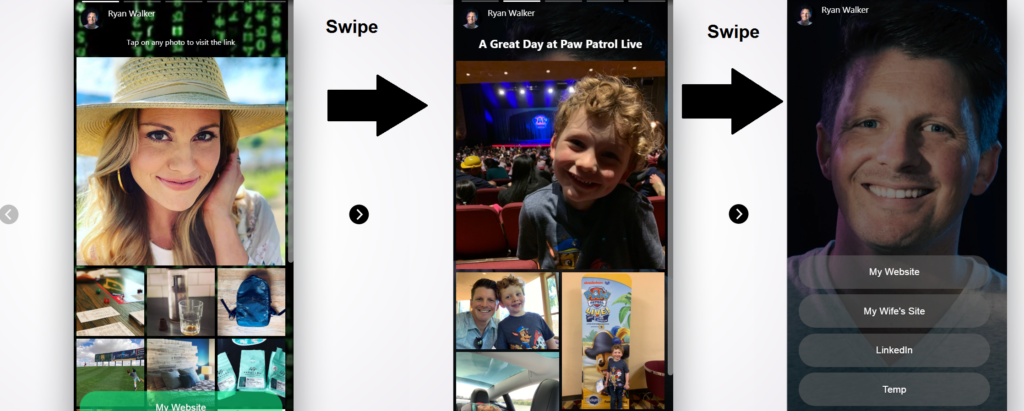 Ryan Walker
Tap on any photo to visit the link
My Website
Swipe
Ryan Walker
A Great Day at Paw Patrol Live
Swipe
Ryan Walker
My Website
My Wife's Site
LinkedIn
Temp